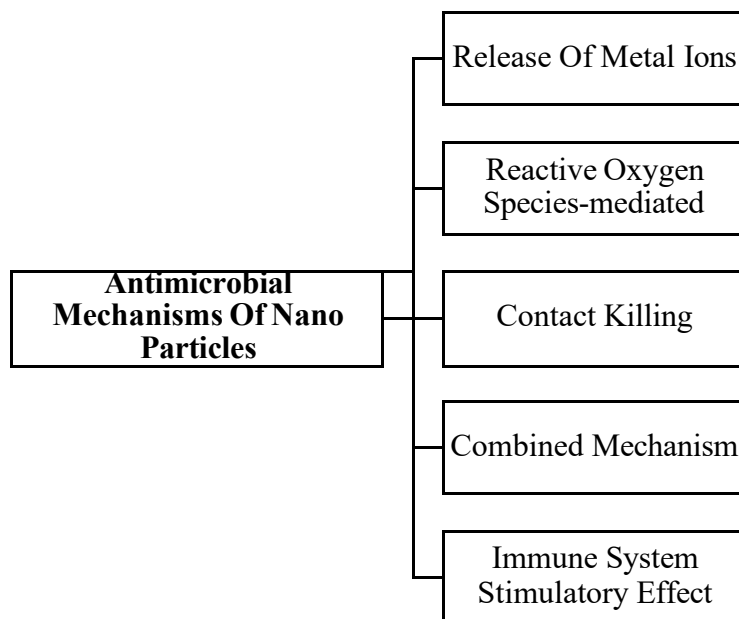 Release Of Metal Ions
Reactive Oxygen
Species-mediated
Antimicrobial
Mechanisms Of Nano
Particles
Contact Killing
Combined Mechanism
Immune System
Stimulatory Effect